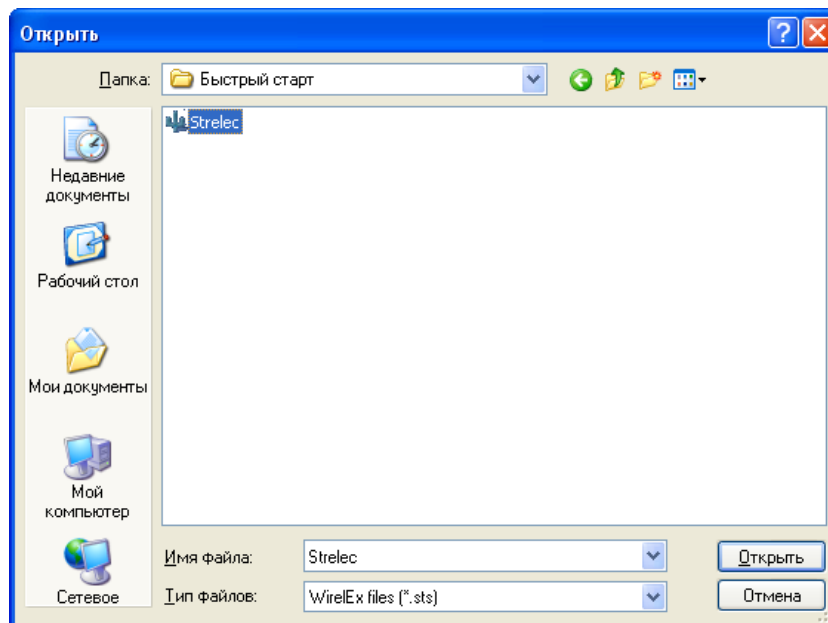 Открыть
Папка:
Быстрый старт
Strelec
Недавние
документы
Рабочий стол
Мои документы
Мой
компьютер
Сетевое
Имя файла:
Strelec
Открыть
Тип файлов:
WirelEx files (*.sts)
Отмена